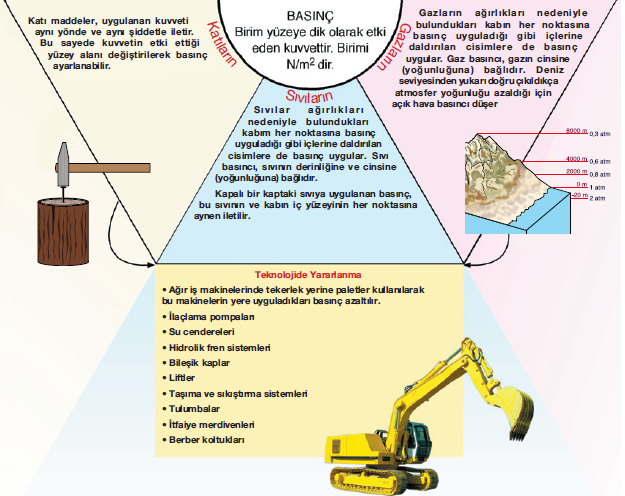 BASINÇ
Birim yüzeye dik olarak etki
eden kuvvettir. Birimi
N/m² dir.
Katıların
Sıvıların
Gazların
Katı maddeler, uygulanan kuvveti
aynı yönde ve aynı şiddetle iletir.
Bu sayede kuvvetin etki ettiği
yüzey alanı değiştirilerek basınç
ayarlanabilir.
Sıvılar ağırlıkları
nedeniyle bulundukları
kabım her noktasına basınç
uyguladığı gibi içlerine daldırılan
cisimlere de basınç uygular. Sıvı
basıncı, sıvının derinliğine ve cinsine
(yoğunluğuna) bağlıdır.
Kapalı bir kaptaki sıvıya uygulanan basınç,
bu sıvının ve kabın iç yüzeyinin her noktasına
aynen iletilir.
Gazların ağırlıkları nedeniyle
bulundukları kabın her noktasına
basınç uyguladığı gibi içlerine
daldırılan cisimlere de basınç
uygular. Gaz basıncı, gazın cinsine
(yoğunluğuna) bağlıdır. Deniz
seviyesinden yukarı doğru çıkıldıkça
atmosfer yoğunluğu azaldığı için
açık hava basıncı düşer
8000 m 0,3 atm
4000 m 0,6 atm
2000 m 0,8 atm
0 m 1 atm
-20 m 2 atm
Teknolojide Yararlanma
• Ağır iş makinelerinde tekerlek yerine paletler kullanılarak
bu makinelerin yere uyguladıkları basınç azaltılır.
• İlaçlama pompaları
• Su cendereleri
• Hidrolik fren sistemleri
• Bileşik kaplar
• Liftler
• Taşıma ve sıkıştırma sistemleri
• Tulumbalar
• İtfaiye merdivenleri
• Berber koltukları